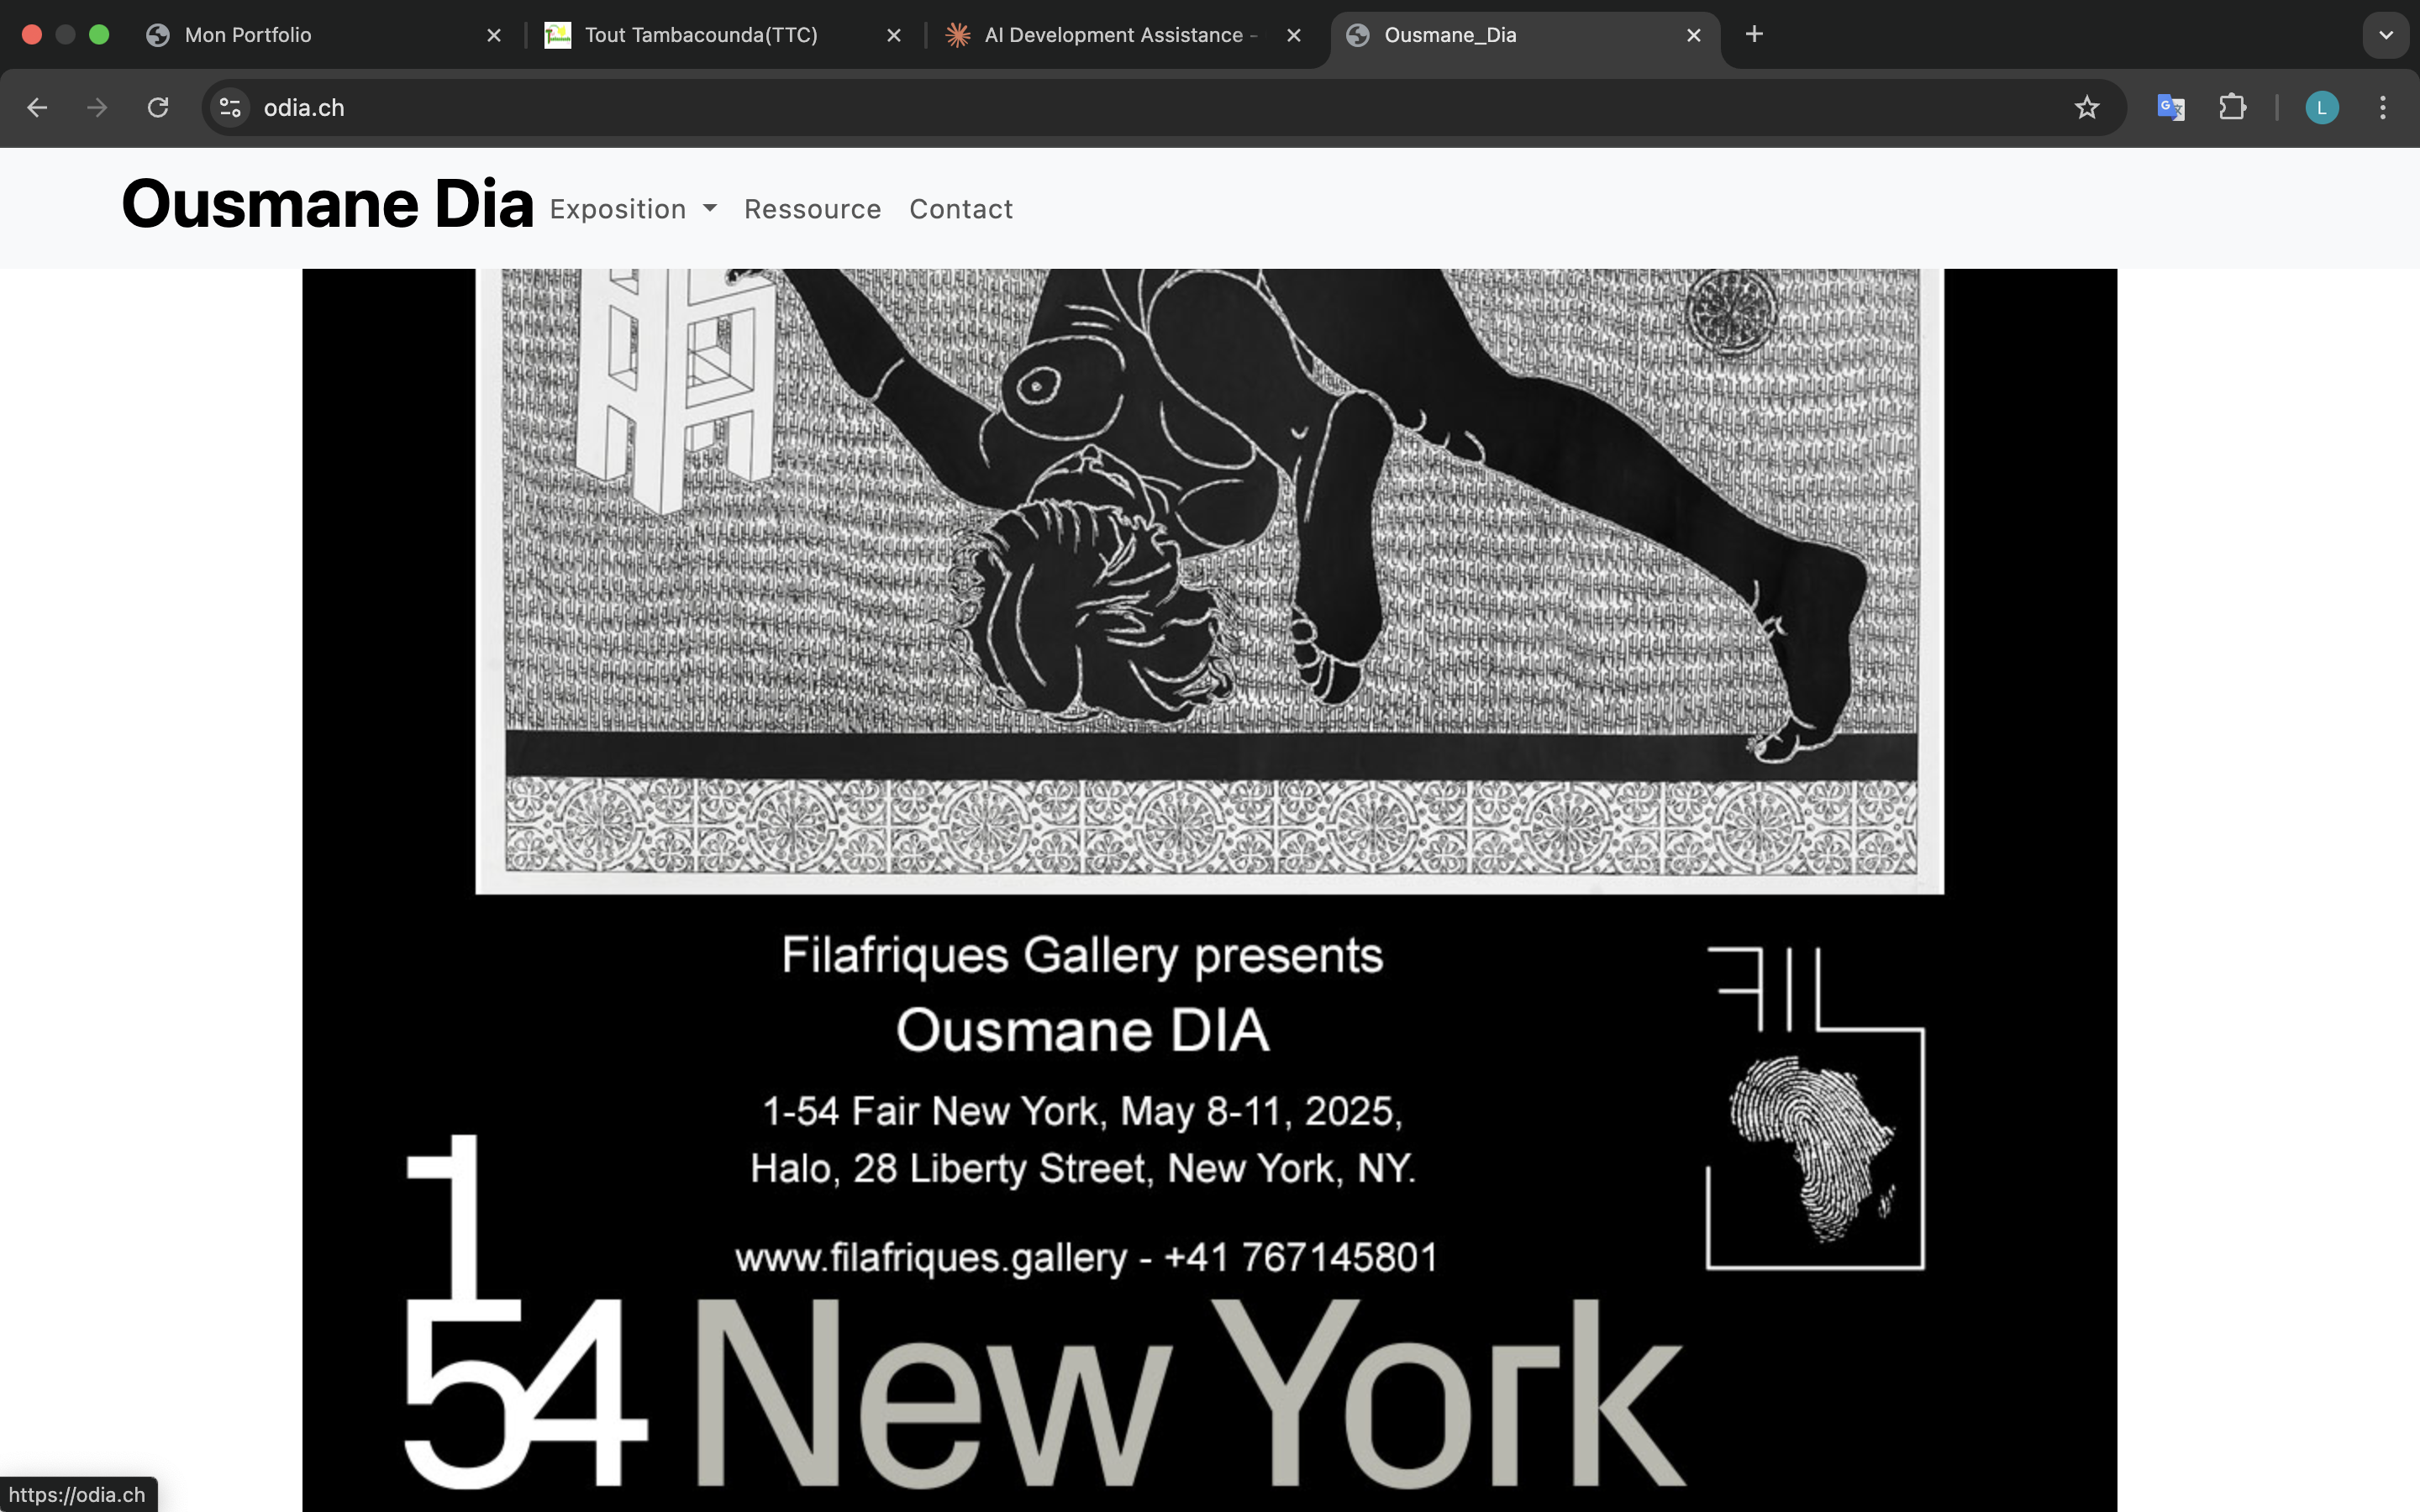 Mon Portfolio
Tout Tambacounda(TTC)
AI Development Assistance -
Ousmane_Dia
odia.ch
L
Ousmane Dia
Exposition
Ressource
Contact
Filafriques Gallery presents
Ousmane DIA
1-54 Fair New York, May 8-11, 2025,
Halo, 28 Liberty Street, New York, NY.
www.filafriques.gallery - +41 767145801
FIL
1
54 New York
https://odia.ch